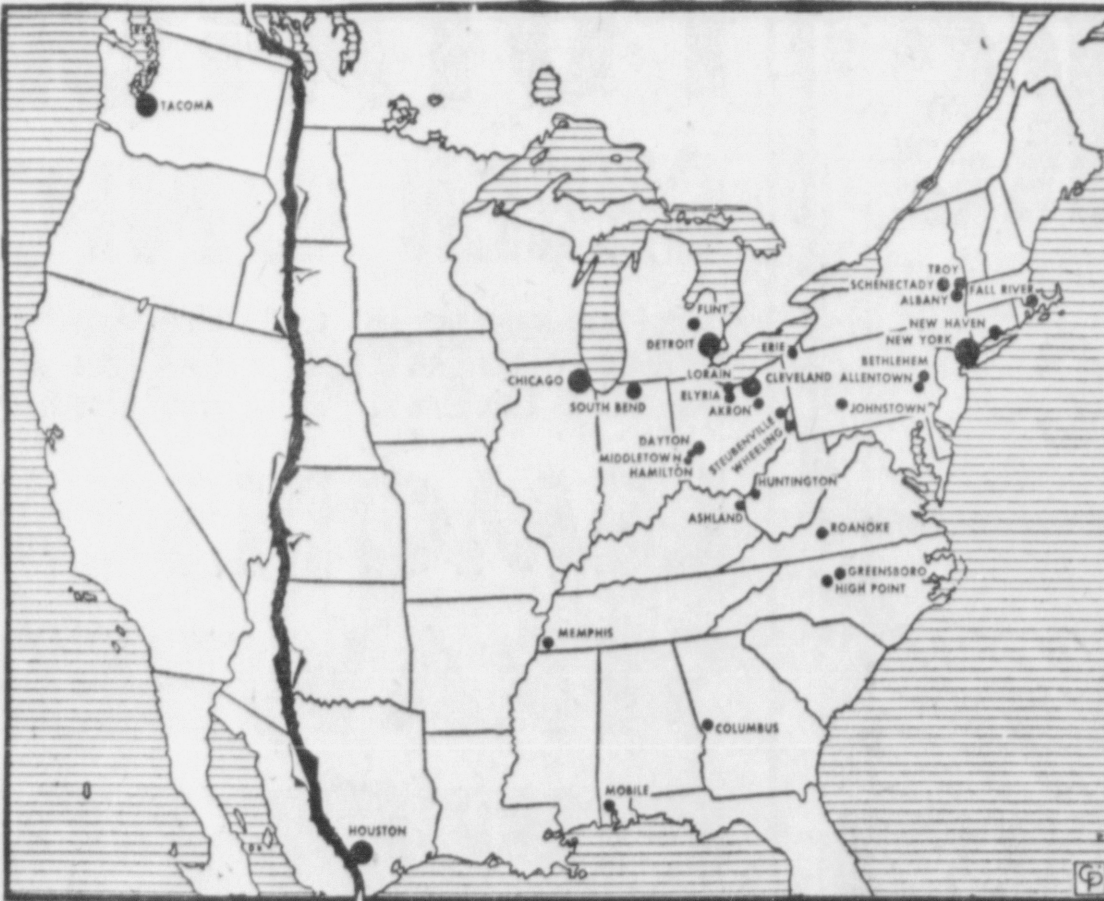 TACOMA
TROY
SCHENECTADY
FALL RIVER
ALBANY
FLINT
NEW HAVEN
DETROIT
ERIE
NEW YORK
BETHLEHEM
LORAIN
CHICAGO
CLEVELAND
ALLENTOWN
ELYRIA
SOUTH BEND
AKRON
JOHNSTOWN
STEUBENVILLE
WHEELING
DAYTON
MIDDLETOWN
HAMILTON
HUNTINGTON
ASHLAND
ROANOKE
GREENSBORO
HIGH POINT
MEMPHIS
COLUMBUS
MOBILE
HOUSTON
CP